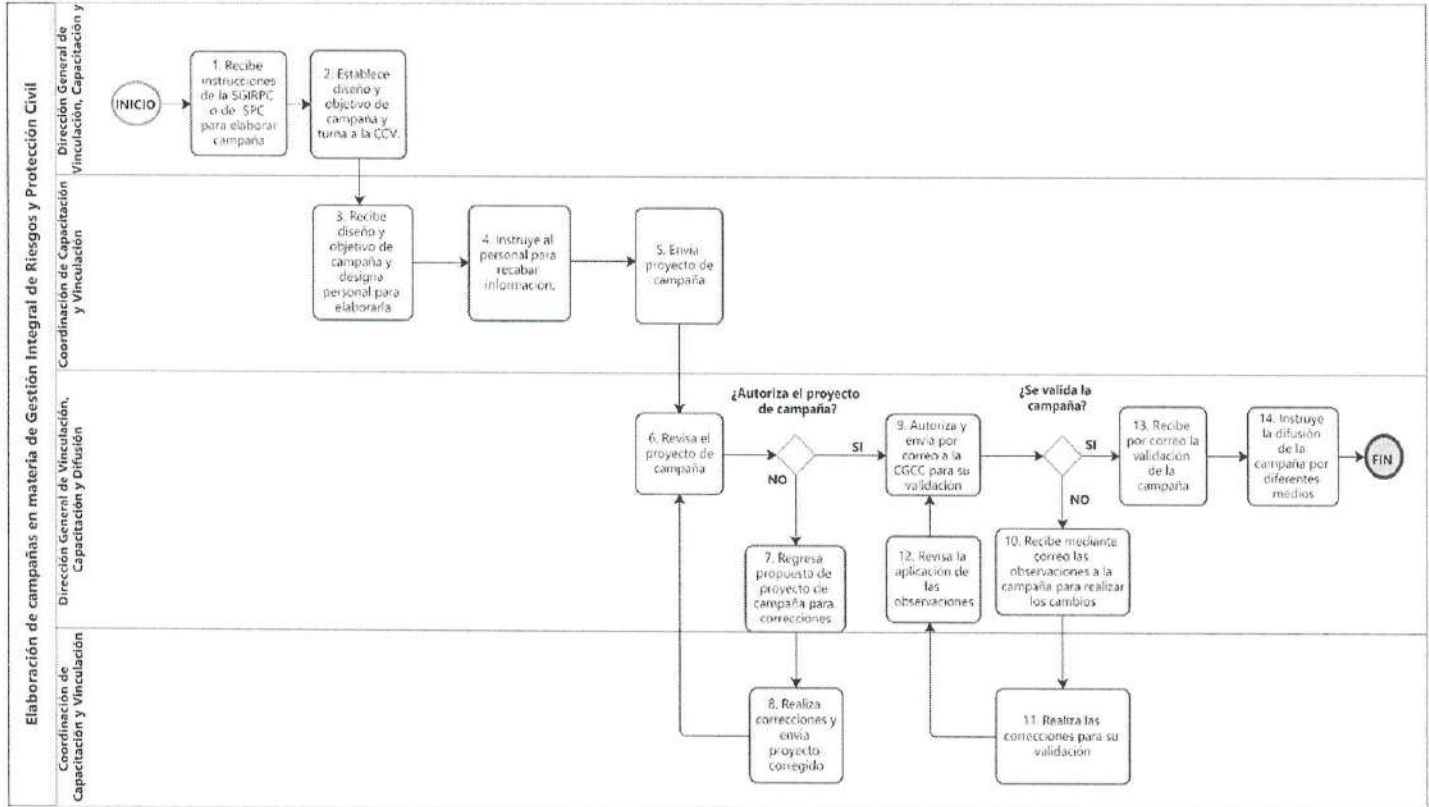 Elaboración de campañas en materia de Gestión Integral de Riesgos y Protección Civil
Dirección General de
Vinculación, Capacitación y
INICIO
1. Recibe
instrucciones
de la SGIRPC
o de SPC
para elaborar
campaña
2. Establece
diseño y
objetivo de
campaña y
turna a la CCV.
Coordinación de Capacitación
y Vinculación
3. Recibe
diseño y
objetivo de
campaña y
designa
personal para
elaborarla
4. Instruye al
personal para
recabar
información.
5. Envía
proyecto de
campaña
Dirección General de Vinculación,
Capacitación y Difusión
6. Revisa el
proyecto de
campaña
¿Autoriza el proyecto
de campaña?
SI
NO
7. Regresa
propuesta de
proyecto de
campaña para
correcciones
9. Autoriza y
envía por
correo a la
CGCC para su
validación
¿Se valida la
campaña?
SI
NO
10. Recibe mediante
correo las
observaciones a la
campaña para realizar
los cambios
12. Revisa la
aplicación de
las
observaciones
13. Recibe
por correo la
validación
de la
campaña
14. Instruye
la difusión
de la
campaña por
diferentes
medios
FIN
Coordinación de
Capacitación y Vinculación
8. Realiza
correcciones y
envía
proyecto
corregido
11. Realiza las
correcciones para su
validación